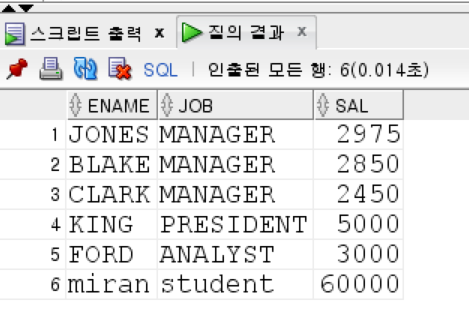 스크립트 출력 x 질의 결과 x
SQL | 인출된 모든 행: 6(0.014초)
ENAME JOB SAL
1 JONES MANAGER 2975
2 BLAKE MANAGER 2850
3 CLARK MANAGER 2450
4 KING PRESIDENT 5000
5 FORD ANALYST 3000
6 miran student 60000